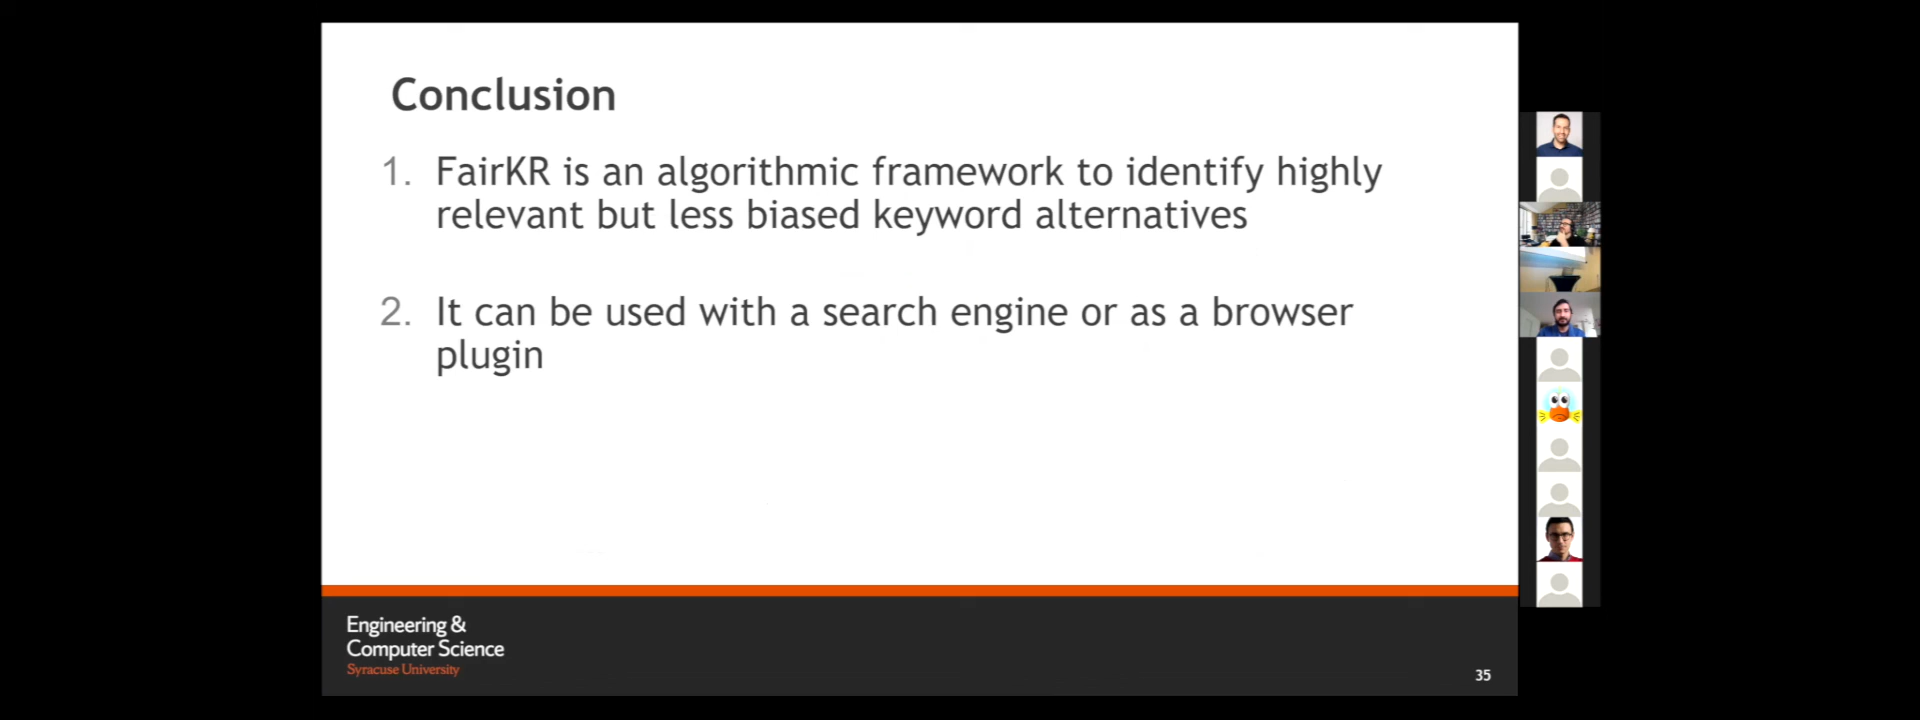 Conclusion
1. FairKR is an algorithmic framework to identify highly
relevant but less biased keyword alternatives
2. It can be used with a search engine or as a browser
plugin
Engineering &
Computer Science
Syracuse University
35